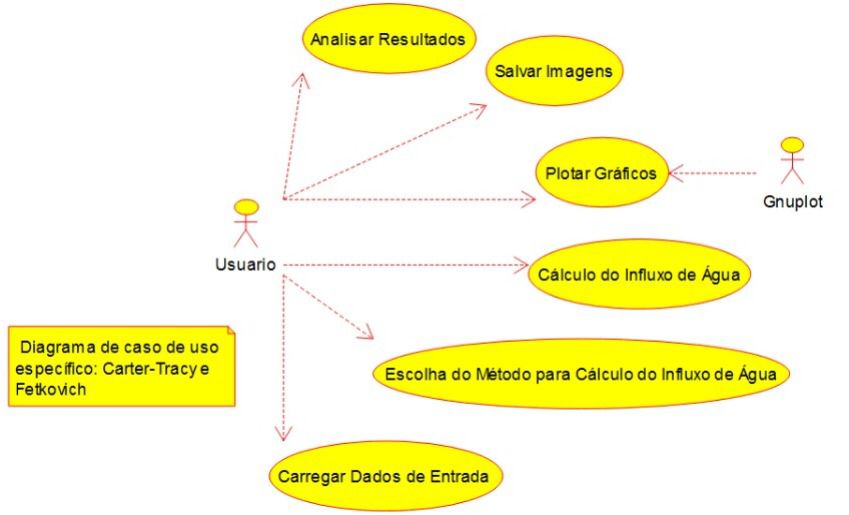 Analisar Resultados
Salvar Imagens
Plotar Gráficos
Gnuplot
Usuario
Cálculo do Influxo de Água
Diagrama de caso de uso
específico: Carter-Tracy e
Fetkovich
Escolha do Método para Cálculo do Influxo de Água
Carregar Dados de Entrada